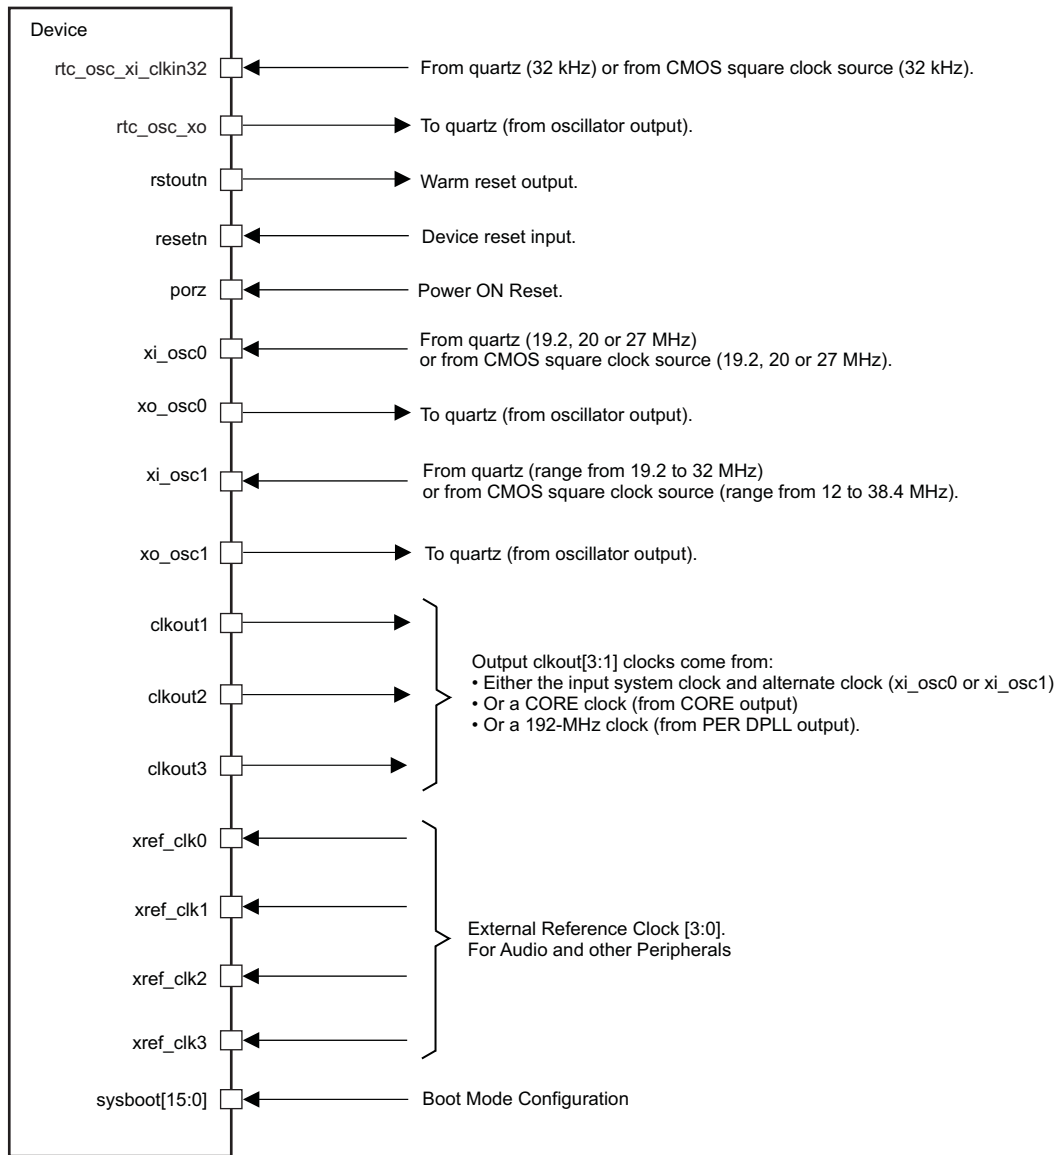 Device
rtc_osc_xi_clkin32
From quartz (32 kHz) or from CMOS square clock source (32 kHz).
rtc_osc_xo
To quartz (from oscillator output).
rstoutn
Warm reset output.
resetn
Device reset input.
porz
Power ON Reset.
xi_osc0
From quartz (19.2, 20 or 27 MHz)
or from CMOS square clock source (19.2, 20 or 27 MHz).
xo_osc0
To quartz (from oscillator output).
xi_osc1
From quartz (range from 19.2 to 32 MHz)
or from CMOS square clock source (range from 12 to 38.4 MHz).
xo_osc1
To quartz (from oscillator output).
clkout1
clkout2
clkout3
Output clkout[3:1] clocks come from:
• Either the input system clock and alternate clock (xi_osc0 or xi_osc1)
• Or a CORE clock (from CORE output)
• Or a 192-MHz clock (from PER DPLL output).
xref_clk0
xref_clk1
xref_clk2
xref_clk3
External Reference Clock [3:0].
For Audio and other Peripherals
sysboot[15:0]
Boot Mode Configuration